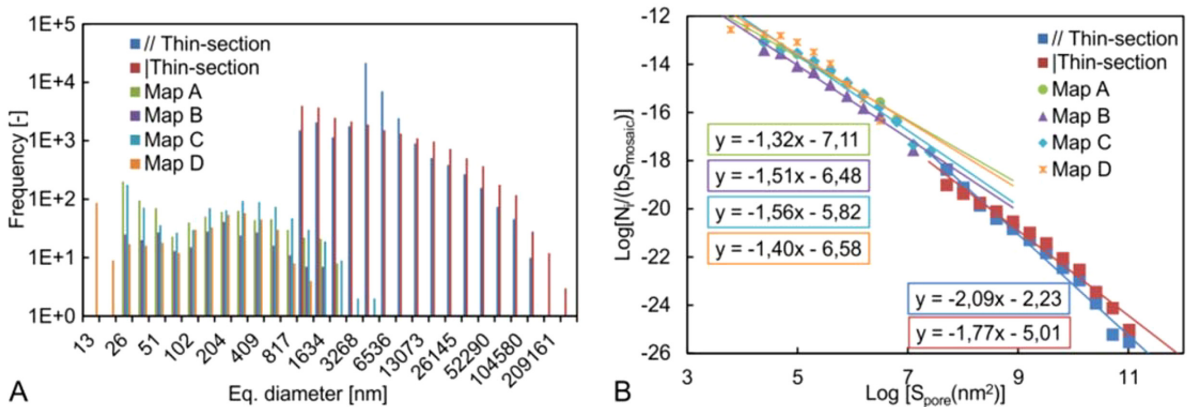 1E+5
1E+4
1E+3
1E+2
1E+1
1E+0
Frequency [-]
// Thin-section
|Thin-section
Map A
Map B
Map C
Map D
13
26
51
102
204
409
817
1634
3268
6536
13073
26145
52290
104580
209161
Eq. diameter [nm]
A
-12
-14
-16
-18
-20
-22
-24
-26
Log[Ni/(biSmosaic)]
// Thin-section
|Thin-section
Map A
Map B
Map C
Map D
y = -1,32x - 7,11
y = -1,51x - 6,48
y = -1,56x - 5,82
y = -1,40x - 6,58
y = -2,09x - 2,23
y = -1,77x - 5,01
3
5
7
9
11
Log [Spore(nm²)]
B